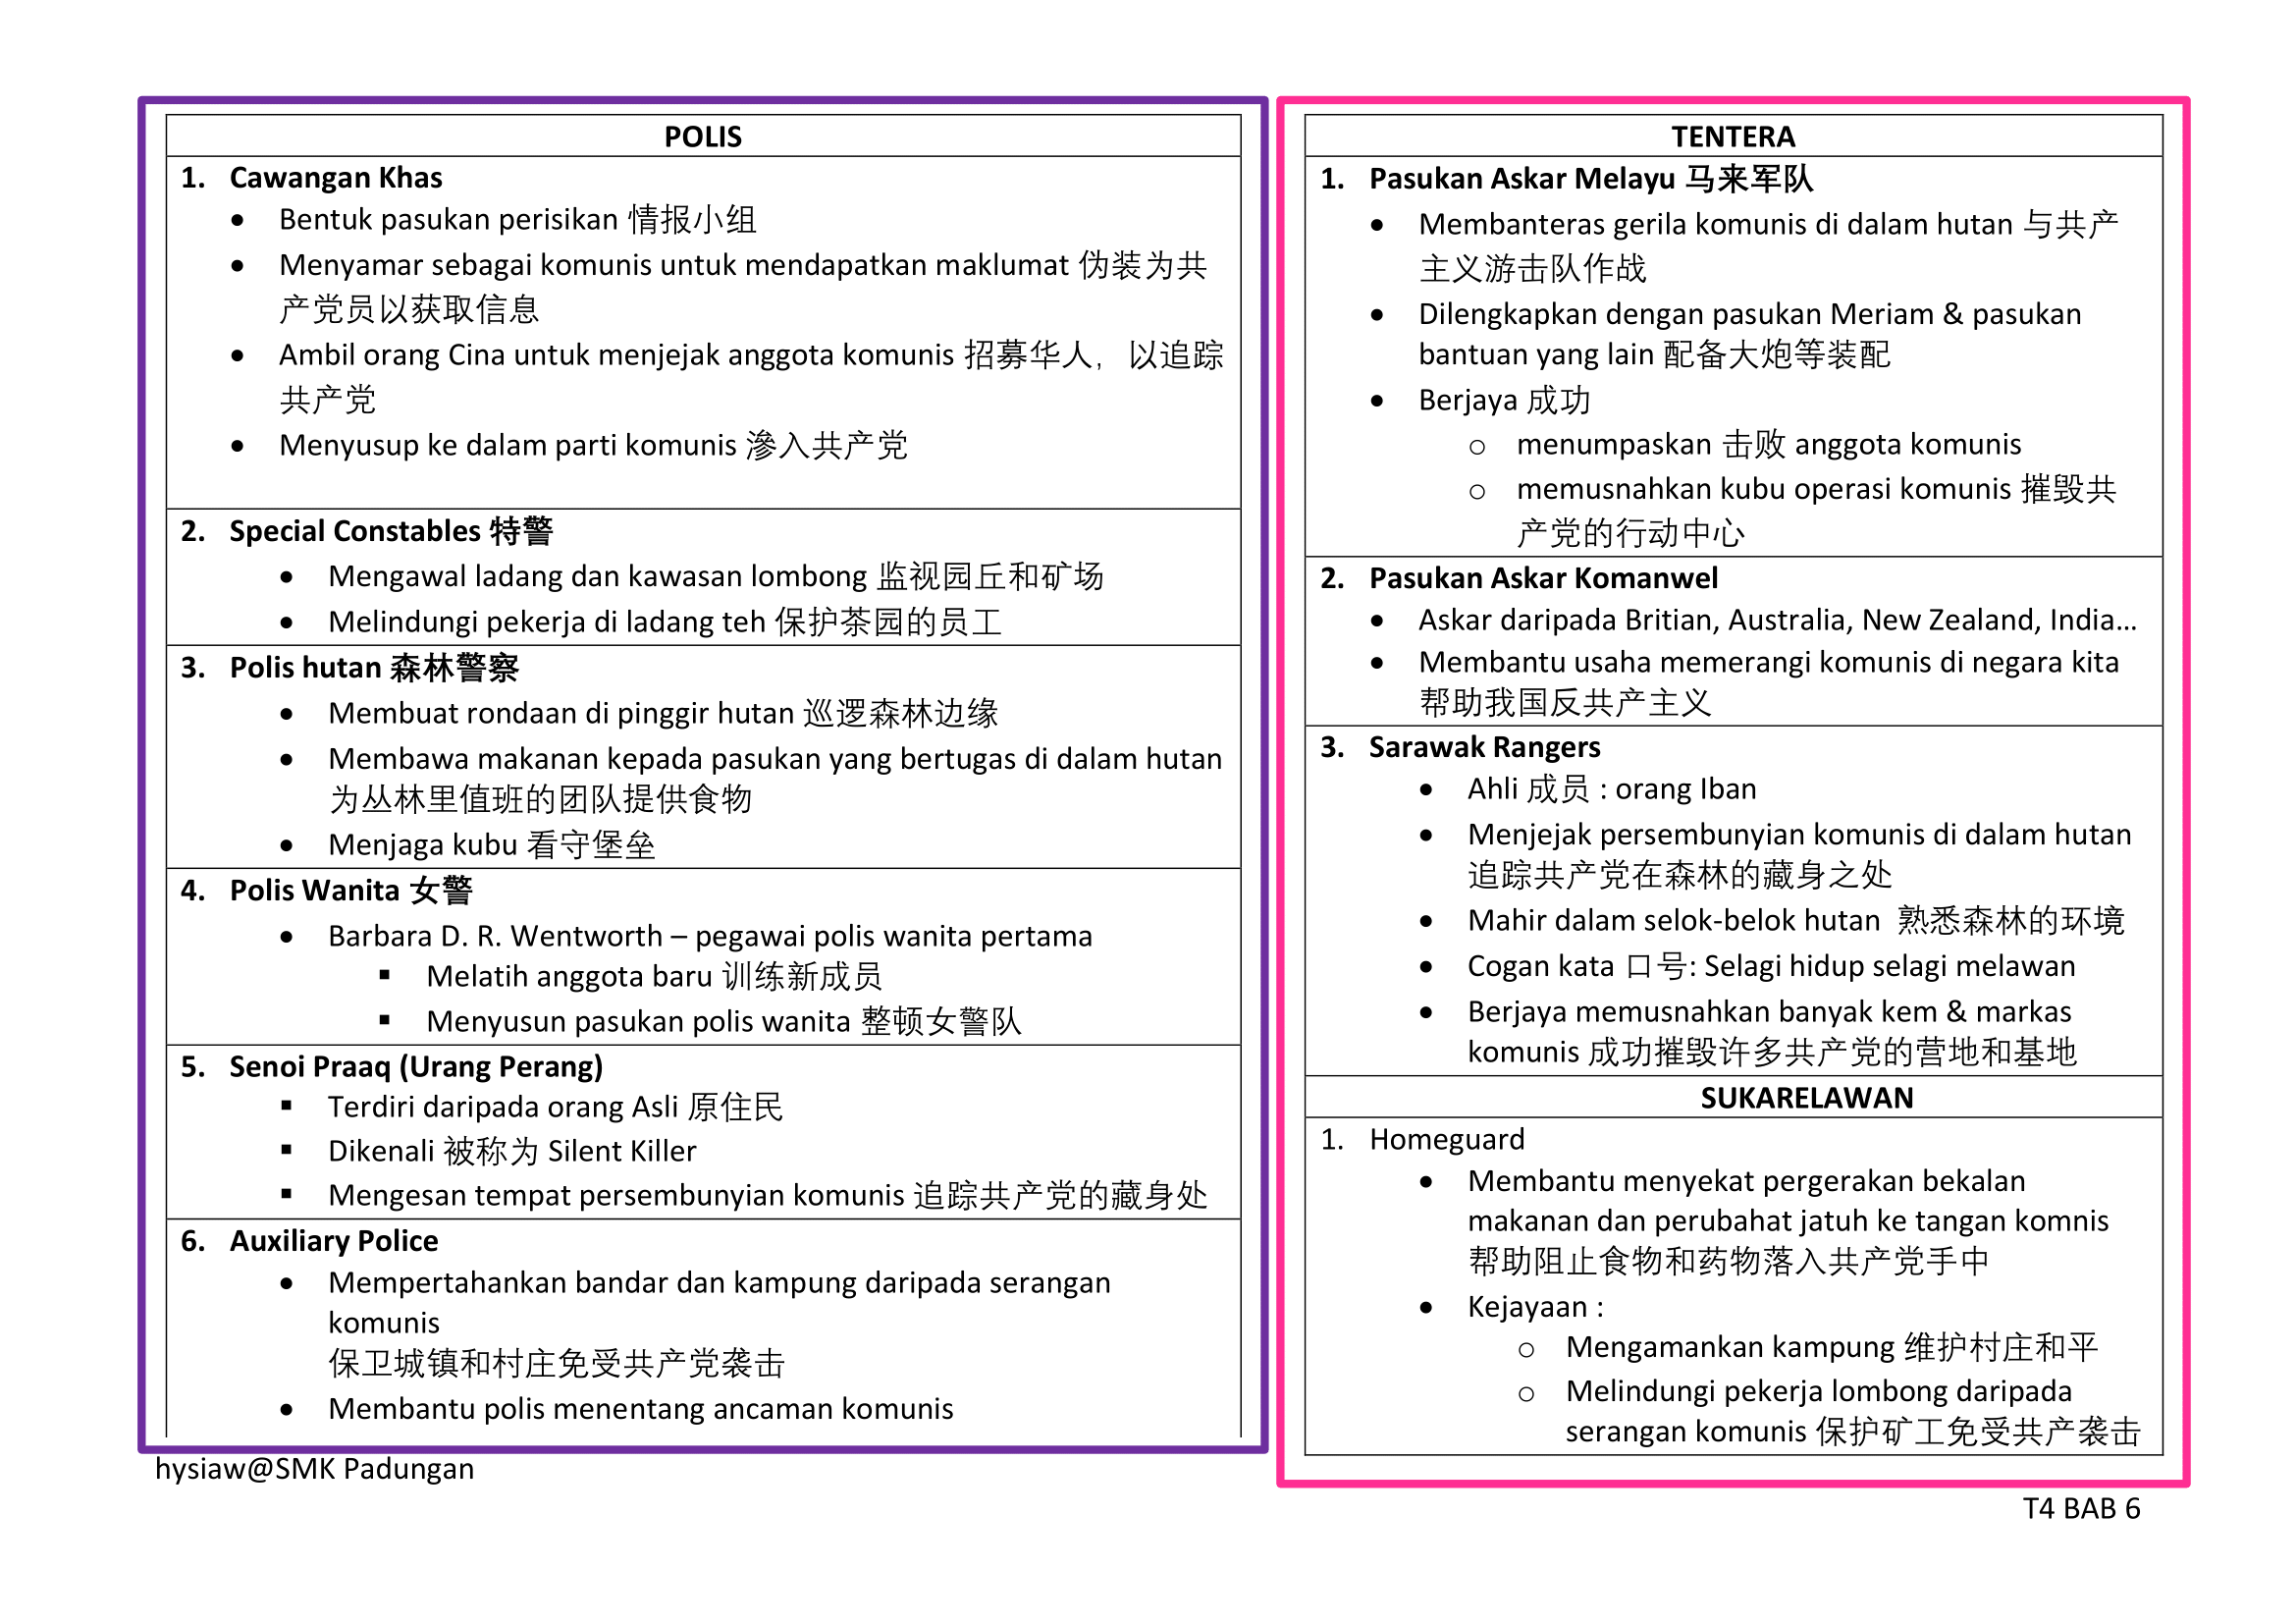 POLIS
1. Cawangan Khas
• Bentuk pasukan perisikan 情报小组
• Menyamar sebagai komunis untuk mendapatkan maklumat 伪装为共
产党员以获取信息
• Ambil orang Cina untuk menjejak anggota komunis 招募华人，以追踪
共产党
• Menyusup ke dalam parti komunis 滲入共产党
2. Special Constables 特警
• Mengawal ladang dan kawasan lombong 监视园丘和矿场
• Melindungi pekerja di ladang teh 保护茶园的员工
3. Polis hutan 森林警察
• Membuat rondaan di pinggir hutan 巡逻森林边缘
• Membawa makanan kepada pasukan yang bertugas di dalam hutan
为丛林里值班的团队提供食物
• Menjaga kubu 看守堡垒
4. Polis Wanita 女警
• Barbara D. R. Wentworth – pegawai polis wanita pertama
▪ Melatih anggota baru 训练新成员
▪ Menyusun pasukan polis wanita 整顿女警队
5. Senoi Praaq (Urang Perang)
▪ Terdiri daripada orang Asli 原住民
▪ Dikenali 被称为 Silent Killer
▪ Mengesan tempat persembunyian komunis 追踪共产党的藏身处
6. Auxiliary Police
• Mempertahankan bandar dan kampung daripada serangan
komunis
保卫城镇和村庄免受共产党袭击
• Membantu polis menentang ancaman komunis
hysiaw@SMK Padungan
TENTERA
1. Pasukan Askar Melayu 马来军队
• Membanteras gerila komunis di dalam hutan 与共产
主义游击队作战
• Dilengkapkan dengan pasukan Meriam & pasukan
bantuan yang lain 配备大炮等装配
• Berjaya 成功
o menumpaskan 击败 anggota komunis
o memusnahkan kubu operasi komunis 摧毁共
产党的行动中心
2. Pasukan Askar Komanwel
• Askar daripada Britian, Australia, New Zealand, India…
• Membantu usaha memerangi komunis di negara kita
帮助我国反共产主义
3. Sarawak Rangers
• Ahli 成员 : orang Iban
• Menjejak persembunyian komunis di dalam hutan
追踪共产党在森林的藏身之处
• Mahir dalam selok-belok hutan 熟悉森林的环境
• Cogan kata 口号: Selagi hidup selagi melawan
• Berjaya memusnahkan banyak kem & markas
komunis 成功摧毁许多共产党的营地和基地
SUKARELAWAN
1. Homeguard
• Membantu menyekat pergerakan bekalan
makanan dan perubahat jatuh ke tangan komnis
帮助阻止食物和药物落入共产党手中
• Kejayaan :
o Mengamankan kampung 维护村庄和平
o Melindungi pekerja lombong daripada
serangan komunis 保护矿工免受共产袭击
T4 BAB 6